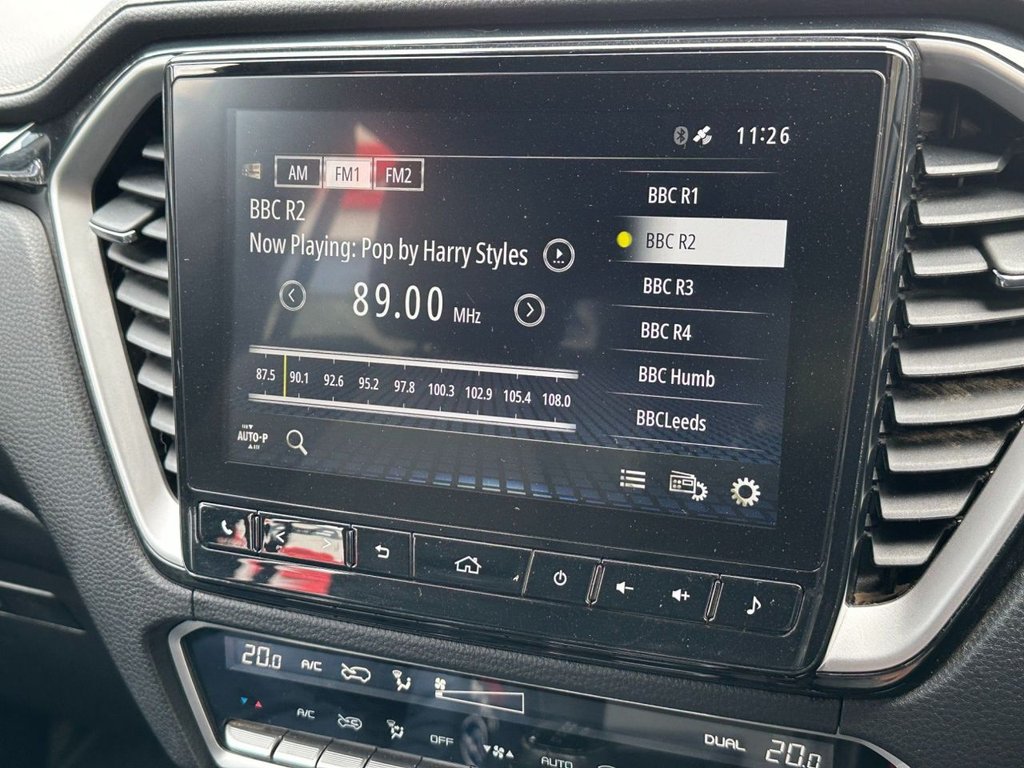 11:26
AM FM1 FM2
BBC R2
Now Playing: Pop by Harry Styles
89.00 MHz
87.5 90.1 92.6 95.2 97.8 100.3 102.9 105.4 108.0
AUTO-P
BBC R1
BBC R2
BBC R3
BBC R4
BBC Humb
BBCLeeds
20.0 A/C
A/C OFF AUTO
DUAL 20.0